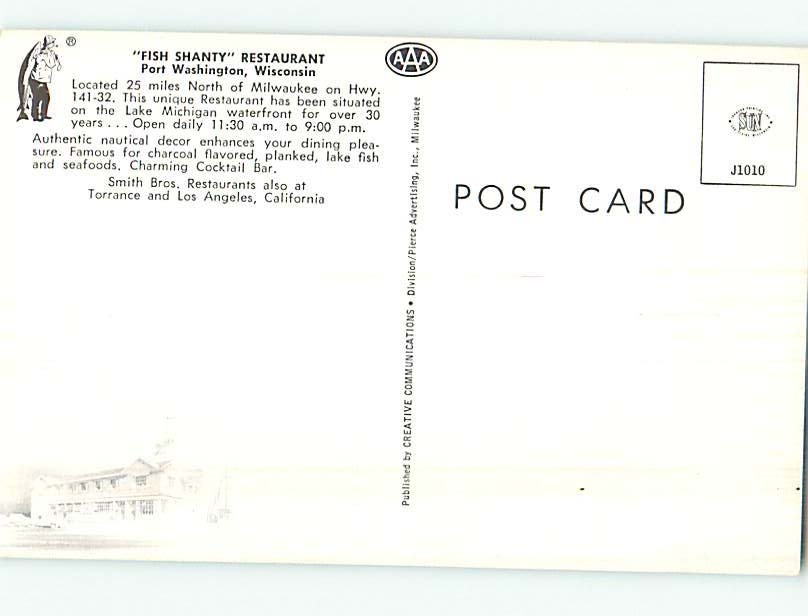 ®
"FISH SHANTY" RESTAURANT
Port Washington, Wisconsin
Located 25 miles North of Milwaukee on Hwy.
141-32. This unique Restaurant has been situated
on the Lake Michigan waterfront for over 30
years . . . Open daily 11:30 a.m. to 9:00 p.m.
Authentic nautical decor enhances your dining plea-
sure. Famous for charcoal flavored, planked, lake fish
and seafoods. Charming Cocktail Bar.
Smith Bros. Restaurants also at
Torrance and Los Angeles, California
AAA
Published by CREATIVE COMMUNICATIONS • Division/Pierce Advertising, Inc., Milwaukee
POST CARD
SUN
J1010